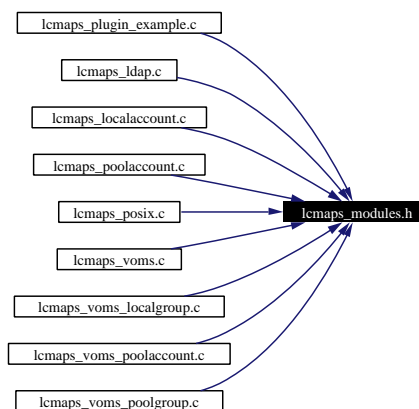 lcmaps_plugin_example.c
lcmaps_ldap.c
lcmaps_localaccount.c
lcmaps_poolaccount.c
lcmaps_posix.c
lcmaps_modules.h
lcmaps_voms.c
lcmaps_voms_localgroup.c
lcmaps_voms_poolaccount.c
lcmaps_voms_poolgroup.c